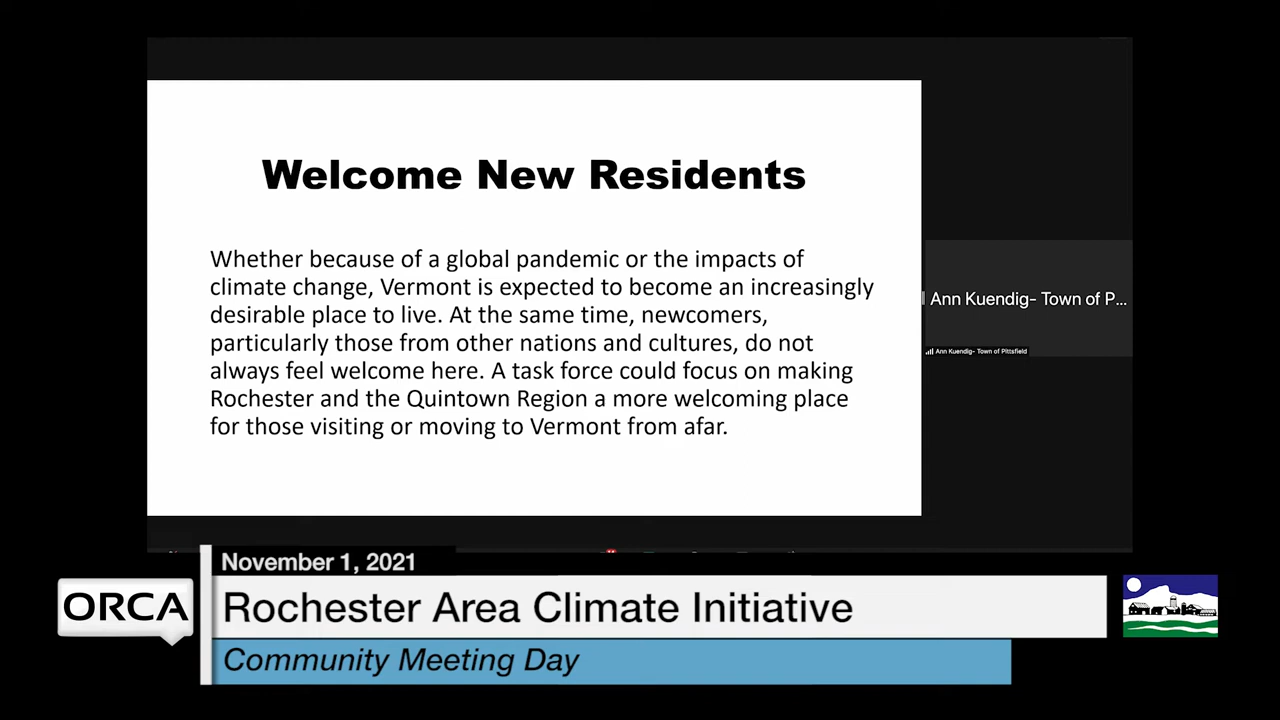 Welcome New Residents
Whether because of a global pandemic or the impacts of
climate change, Vermont is expected to become an increasingly
desirable place to live. At the same time, newcomers,
particularly those from other nations and cultures, do not
always feel welcome here. A task force could focus on making
Rochester and the Quintown Region a more welcoming place
for those visiting or moving to Vermont from afar.
Ann Kuendig- Town of P...
Ann Kuendig- Town of Pittsfield
November 1, 2021
ORCA
Rochester Area Climate Initiative
Community Meeting Day